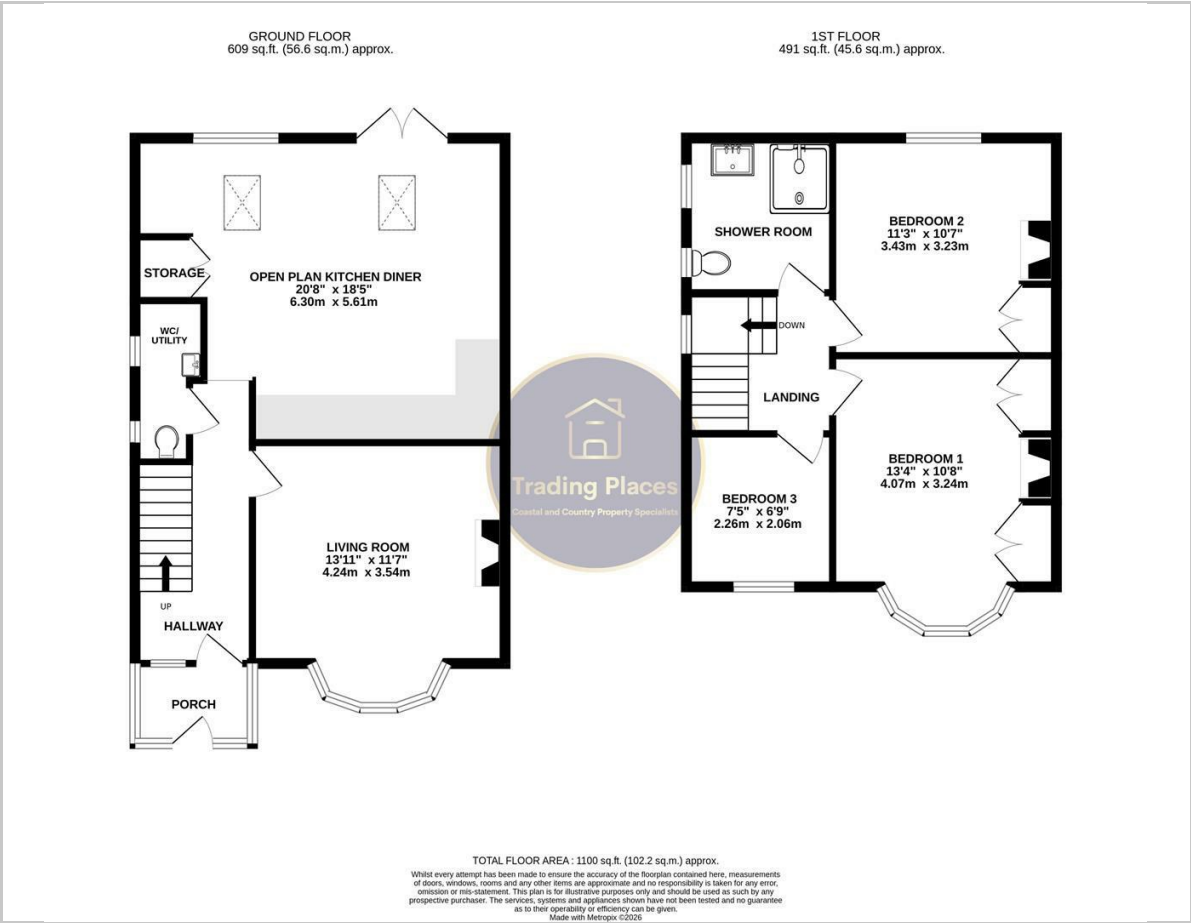 GROUND FLOOR
609 sq.ft. (56.6 sq.m.) approx.
1ST FLOOR
491 sq.ft. (45.6 sq.m.) approx.
STORAGE
OPEN PLAN KITCHEN DINER
20'8" x 18'5"
6.30m x 5.61m
WC/
UTILITY
LIVING ROOM
13'11" x 11'7"
4.24m x 3.54m
UP
HALLWAY
PORCH
Trading Places
Coastal and Country Property Specialists
SHOWER ROOM
BEDROOM 2
11'3" x 10'7"
3.43m x 3.23m
DOWN
LANDING
BEDROOM 1
13'4" x 10'8"
4.07m x 3.24m
BEDROOM 3
7'5" x 6'9"
2.26m x 2.06m
TOTAL FLOOR AREA : 1100 sq.ft. (102.2 sq.m.) approx.
Whilst every attempt has been made to ensure the accuracy of the floorplan contained here, measurements
of doors, windows, rooms and any other items are approximate and no responsibility is taken for any error,
omission or mis-statement. This plan is for illustrative purposes only and should be used as such by any
prospective purchaser. The services, systems and appliances shown have not been tested and no guarantee
as to their operability or efficiency can be given.
Made with Metropix ©2026